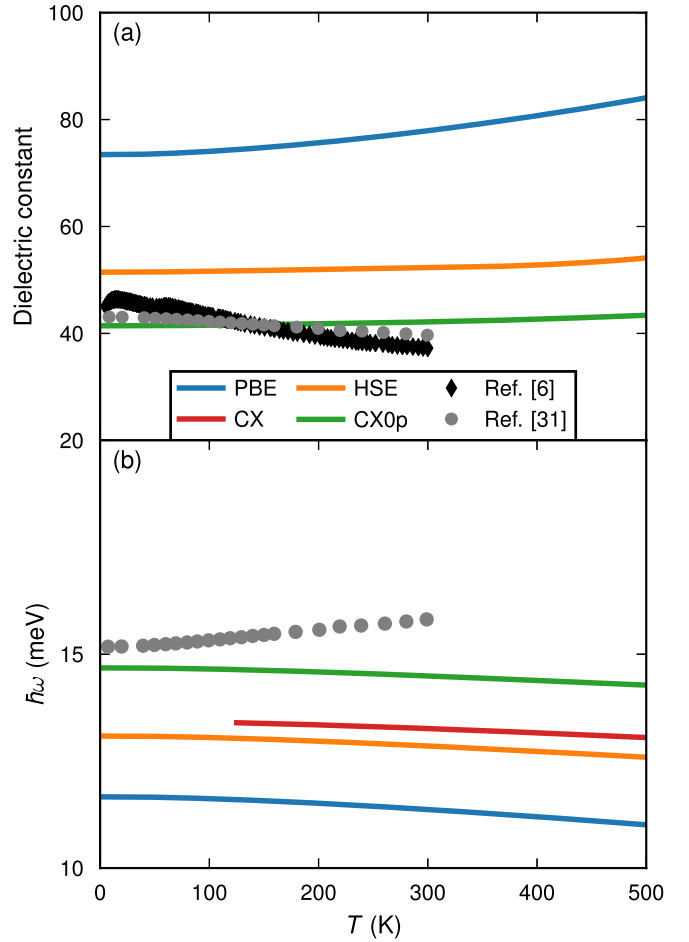 100
(a)
80
60
40
20
Dielectric constant
PBE HSE Ref. [6]
CX CX0p Ref. [31]
(b)
15
10
ℏω (meV)
0 100 200 300 400 500
T (K)